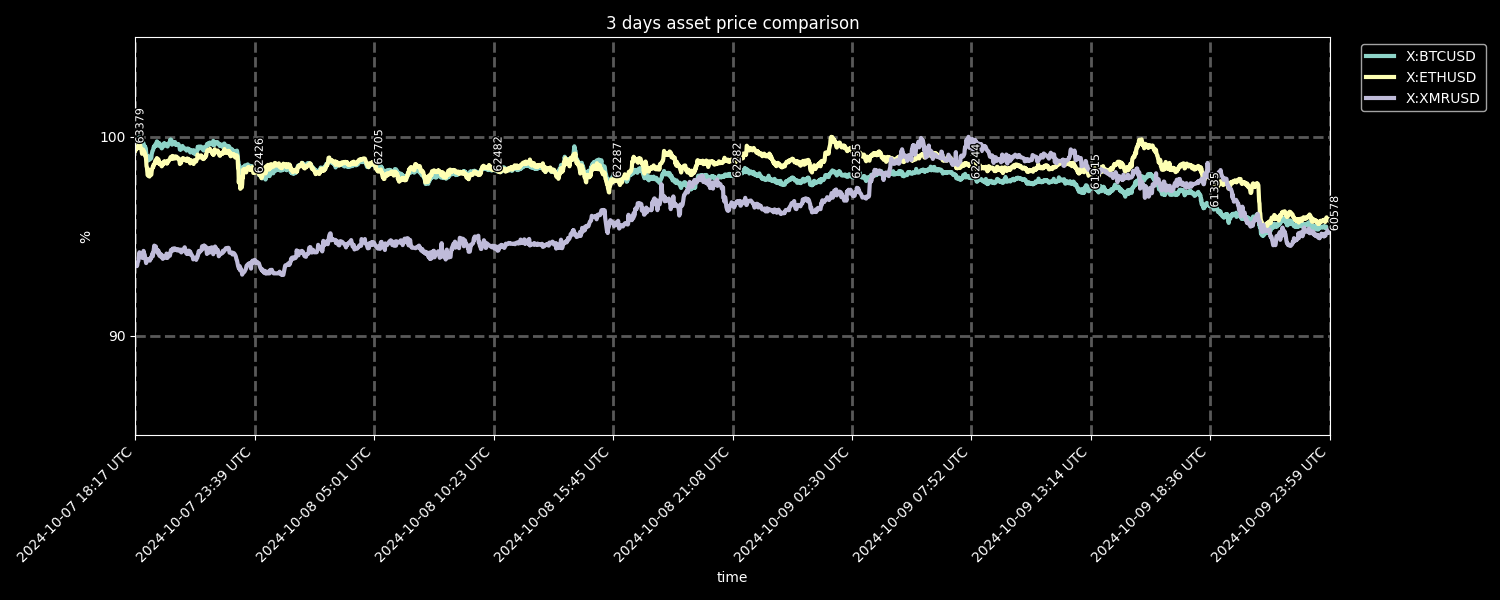 3 days asset price comparison
X:BTCUSD
X:ETHUSD
X:XMRUSD
100
90
%
63379
62426
62705
62482
62287
62282
62255
62244
61915
61335
60578
2024-10-07 18:17 UTC
2024-10-07 23:39 UTC
2024-10-08 05:01 UTC
2024-10-08 10:23 UTC
2024-10-08 15:45 UTC
2024-10-08 21:08 UTC
2024-10-09 02:30 UTC
2024-10-09 07:52 UTC
2024-10-09 13:14 UTC
2024-10-09 18:36 UTC
2024-10-09 23:59 UTC
time